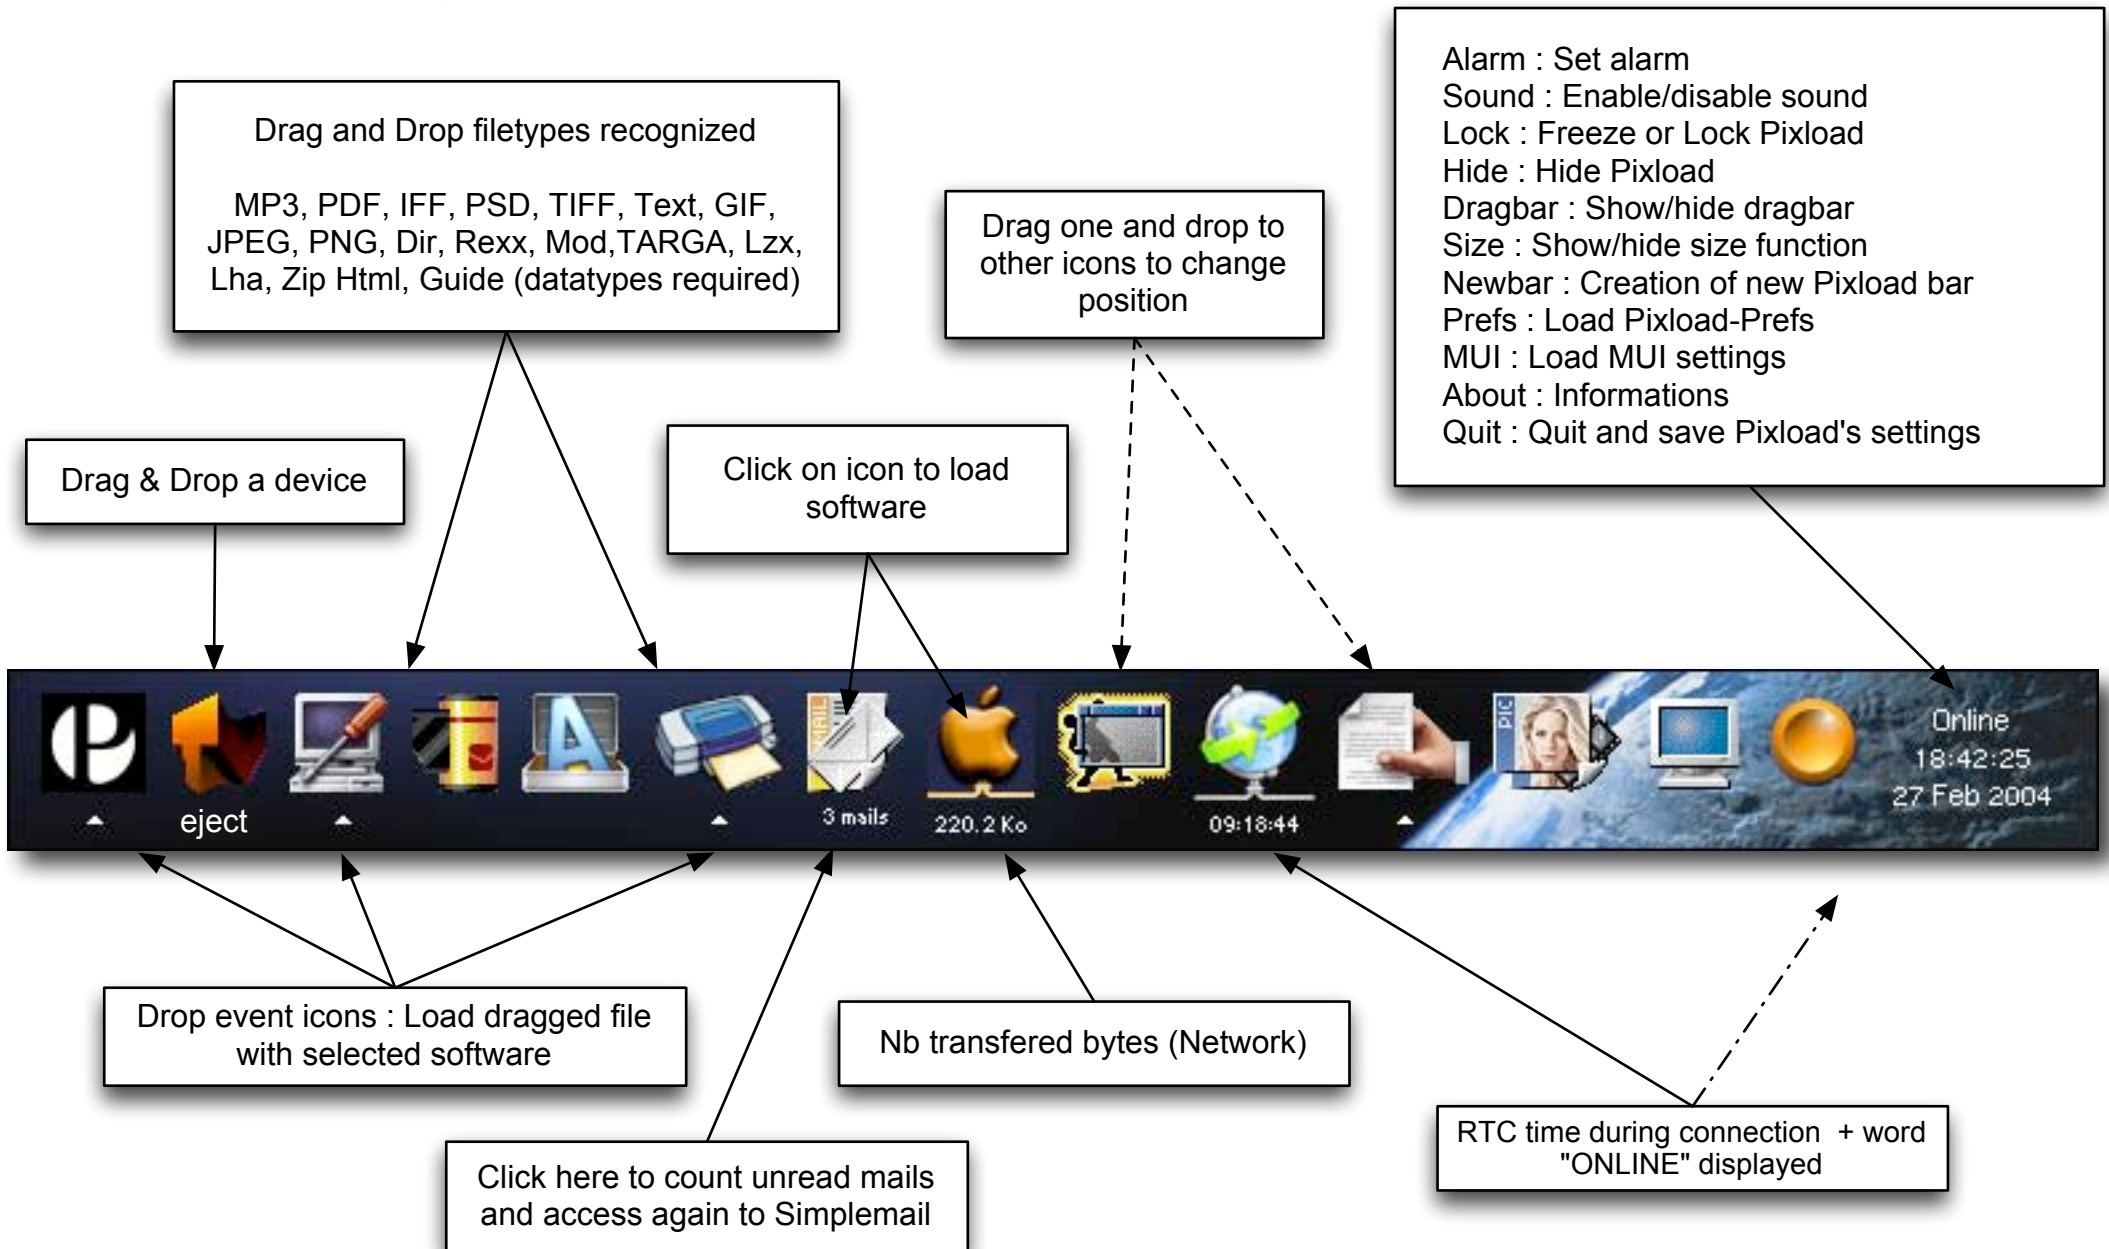 Alarm : Set alarm
Sound : Enable/disable sound
Lock : Freeze or Lock Pixload
Hide : Hide Pixload
Dragbar : Show/hide dragbar
Size : Show/hide size function
Newbar : Creation of new Pixload bar
Prefs : Load Pixload-Prefs
MUI : Load MUI settings
About : Informations
Quit : Quit and save Pixload's settings
Drag and Drop filetypes recognized
MP3, PDF, IFF, PSD, TIFF, Text, GIF,
JPEG, PNG, Dir, Rexx, Mod,TARGA, Lzx,
Lha, Zip Html, Guide (datatypes required)
Drag one and drop to
other icons to change
position
Drag & Drop a device
Click on icon to load
software
eject
A
MAIL
3 mails
220.2 Ko
09:18:44
PIC
Online
18:42:25
27 Feb 2004
Drop event icons : Load dragged file
with selected software
Nb transfered bytes (Network)
Click here to count unread mails
and access again to Simplemail
RTC time during connection + word
"ONLINE" displayed